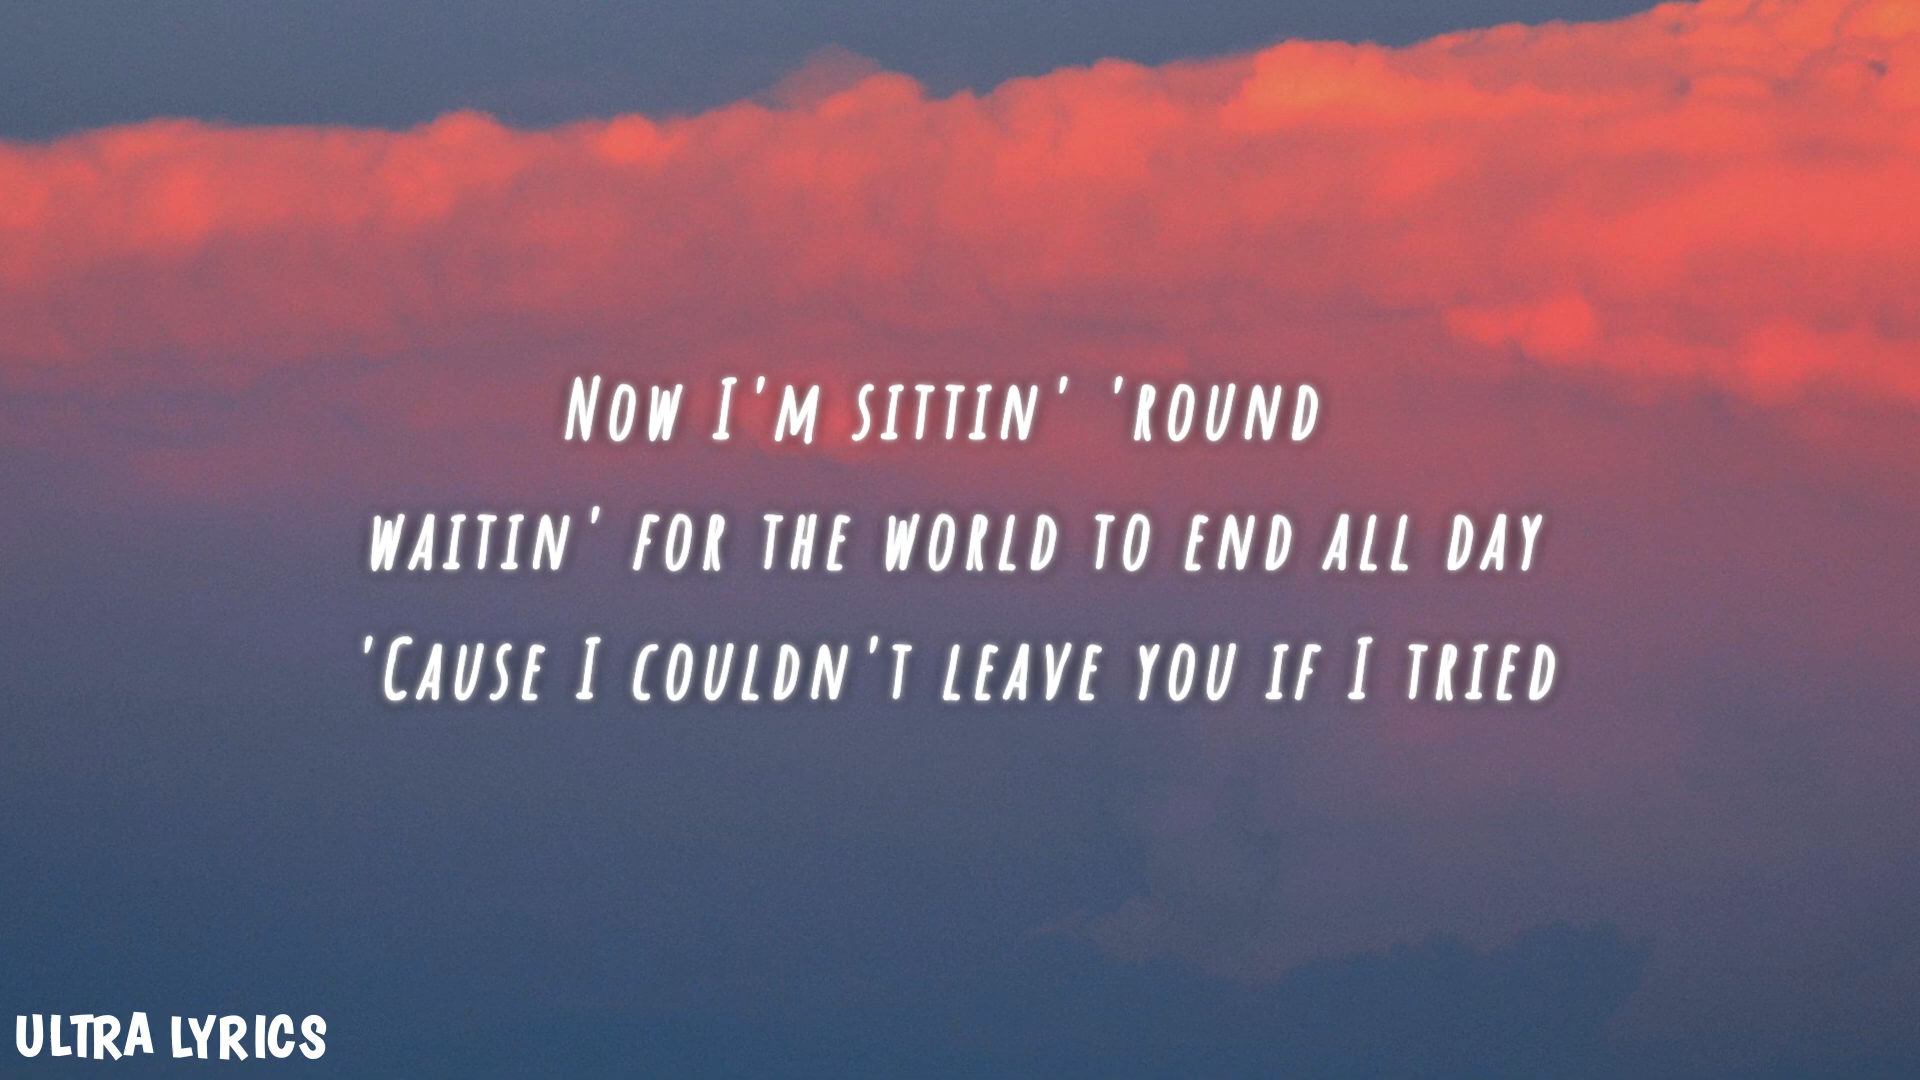 Now I'm sittin' 'round
waitin' for the world to end all day
'Cause I couldn't leave you if I tried
ULTRA LYRICS